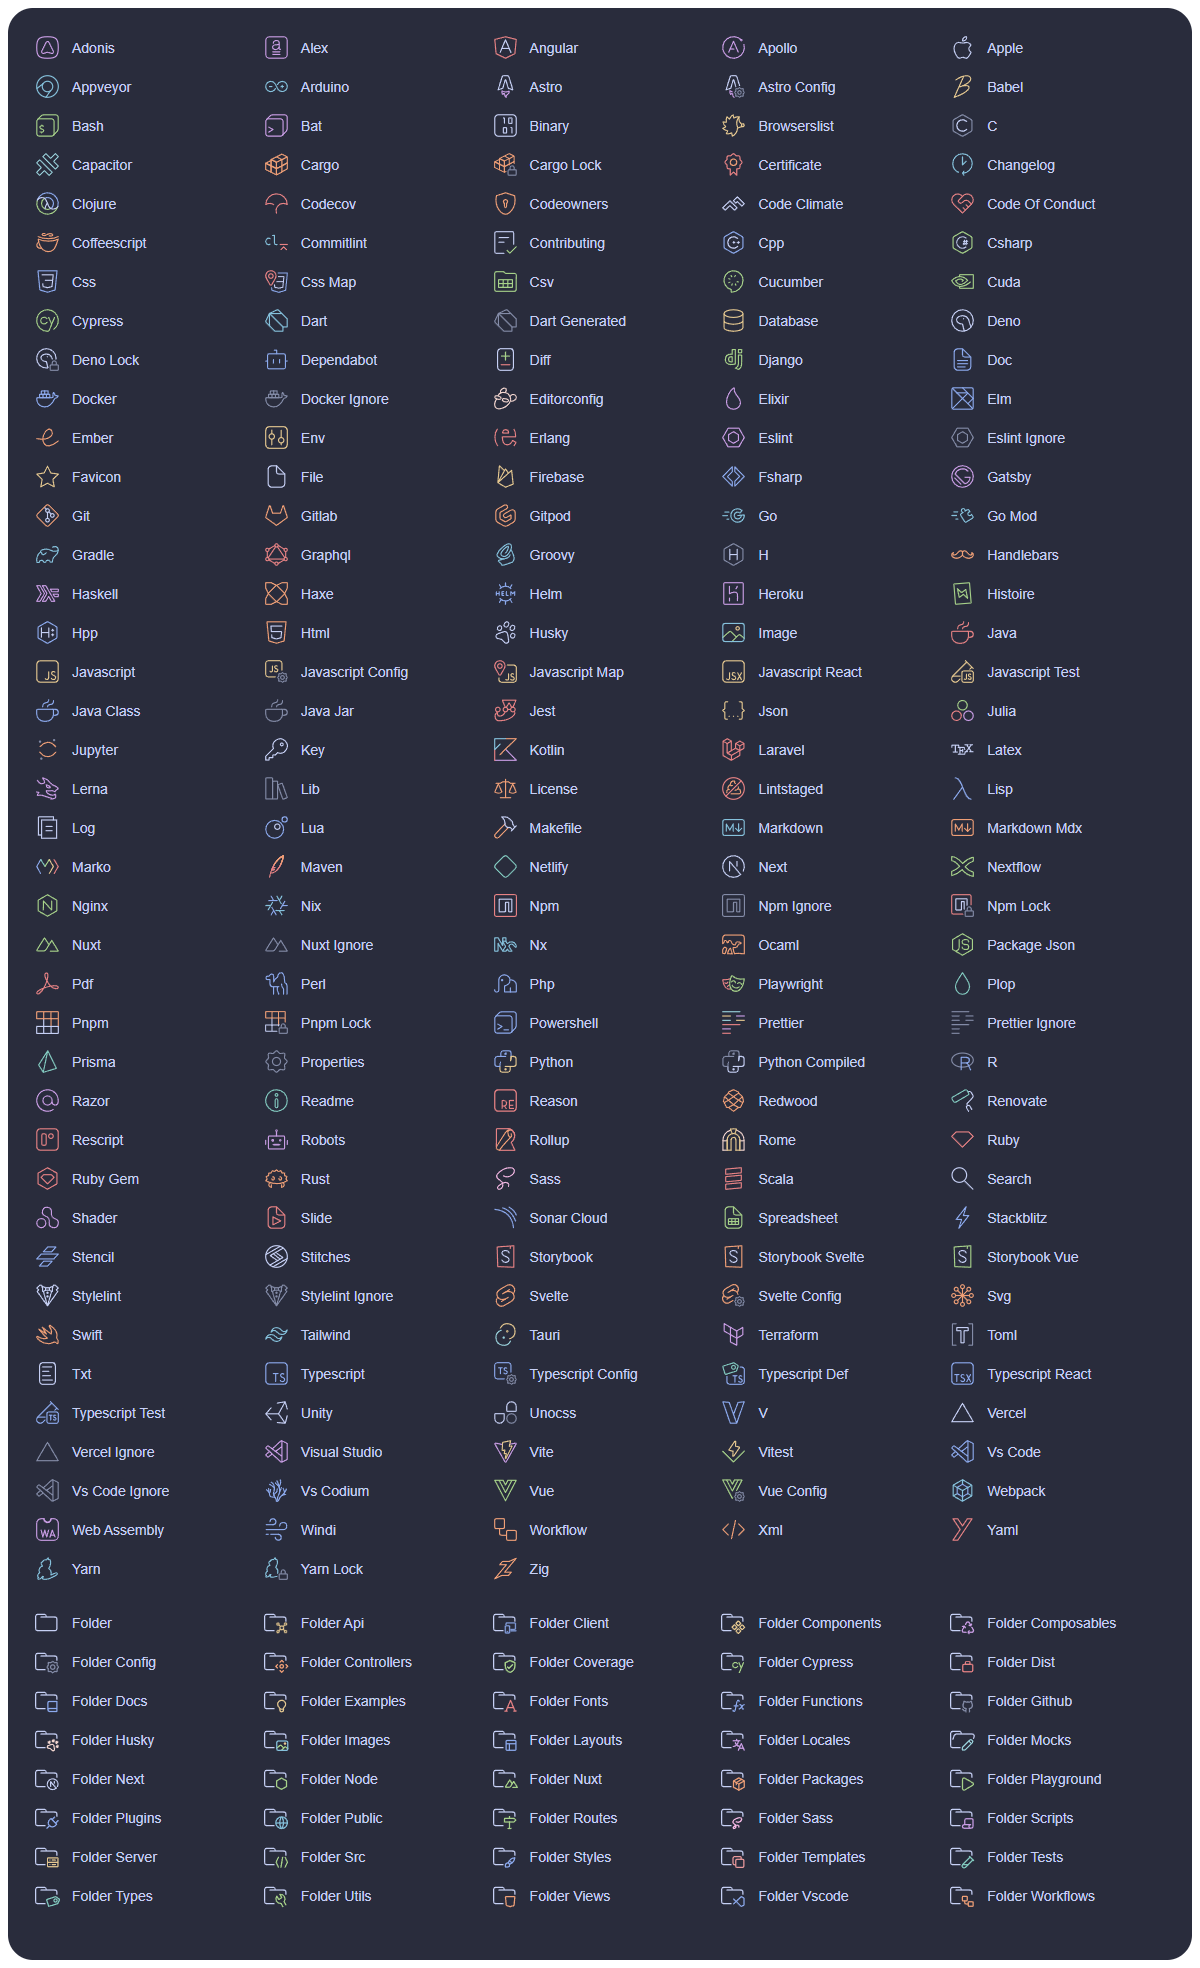 Adonis Alex Angular Apollo Apple
Appveyor Arduino Astro Astro Config Babel
Bash Bat Binary Browserslist C
Capacitor Cargo Cargo Lock Certificate Changelog
Clojure Codecov Codeowners Code Climate Code Of Conduct
Coffeescript Commitlint Contributing Cpp Csharp
Css Css Map Csv Cucumber Cuda
Cypress Dart Dart Generated Database Deno
Deno Lock Dependabot Diff Django Doc
Docker Docker Ignore Editorconfig Elixir Elm
Ember Env Erlang Eslint Eslint Ignore
Favicon File Firebase Fsharp Gatsby
Git Gitlab Gitpod Go Go Mod
Gradle Graphql Groovy H Handlebars
Haskell Haxe Helm Heroku Histoire
Hpp Html Husky Image Java
Javascript Javascript Config Javascript Map Javascript React Javascript Test
Java Class Java Jar Jest Json Julia
Jupyter Key Kotlin Laravel Latex
Lerna Lib License Lintstaged Lisp
Log Lua Makefile Markdown Markdown Mdx
Marko Maven Netlify Next Nextflow
Nginx Nix Npm Npm Ignore Npm Lock
Nuxt Nuxt Ignore Nx Ocaml Package Json
Pdf Perl Php Playwright Plop
Pnpm Pnpm Lock Powershell Prettier Prettier Ignore
Prisma Properties Python Python Compiled R
Razor Readme Reason Redwood Renovate
Rescript Robots Rollup Rome Ruby
Ruby Gem Rust Sass Scala Search
Shader Slide Sonar Cloud Spreadsheet Stackblitz
Stencil Stitches Storybook Storybook Svelte Storybook Vue
Stylelint Stylelint Ignore Svelte Svelte Config Svg
Swift Tailwind Tauri Terraform Toml
Txt Typescript Typescript Config Typescript Def Typescript React
Typescript Test Unity Unocss V Vercel
Vercel Ignore Visual Studio Vite Vitest Vs Code
Vs Code Ignore Vs Codium Vue Vue Config Webpack
Web Assembly Windi Workflow Xml Yaml
Yarn Yarn Lock Zig
Folder Folder Api Folder Client Folder Components Folder Composables
Folder Config Folder Controllers Folder Coverage Folder Cypress Folder Dist
Folder Docs Folder Examples Folder Fonts Folder Functions Folder Github
Folder Husky Folder Images Folder Layouts Folder Locales Folder Mocks
Folder Next Folder Node Folder Nuxt Folder Packages Folder Playground
Folder Plugins Folder Public Folder Routes Folder Sass Folder Scripts
Folder Server Folder Src Folder Styles Folder Templates Folder Tests
Folder Types Folder Utils Folder Views Folder Vscode Folder Workflows